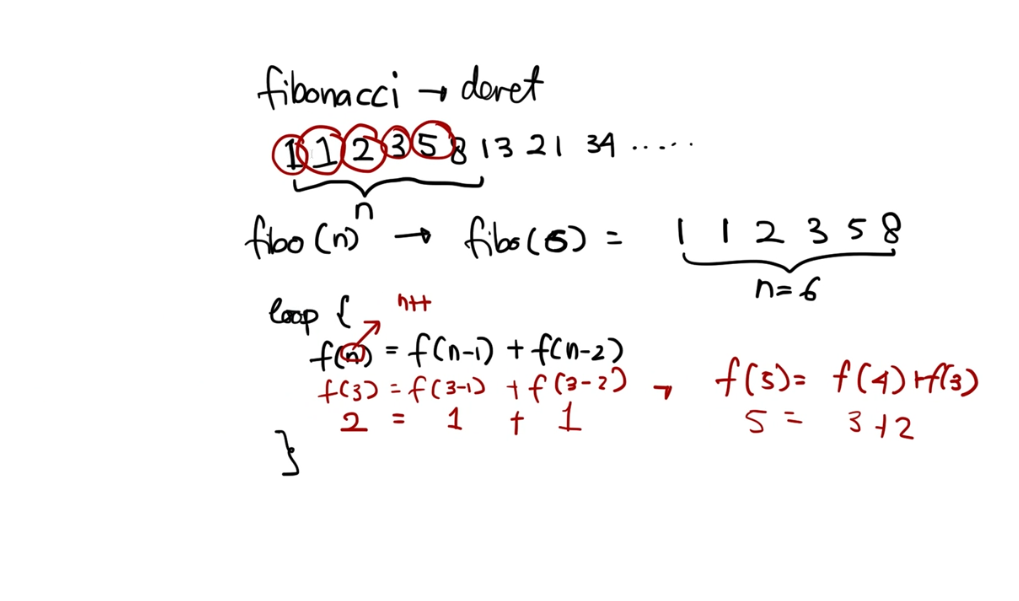 fibonacci → deret
1 1 2 3 5 8 13 21 34 .....
n
fibo (n) → fibo(6) = 1 1 2 3 5 8
n=6
loop {
n++
f(n) = f(n-1) + f(n-2)
f(3) = f(3-1) + f(3-2) → f(5) = f(4)+f(3)
2 = 1 + 1 5 = 3+2
}